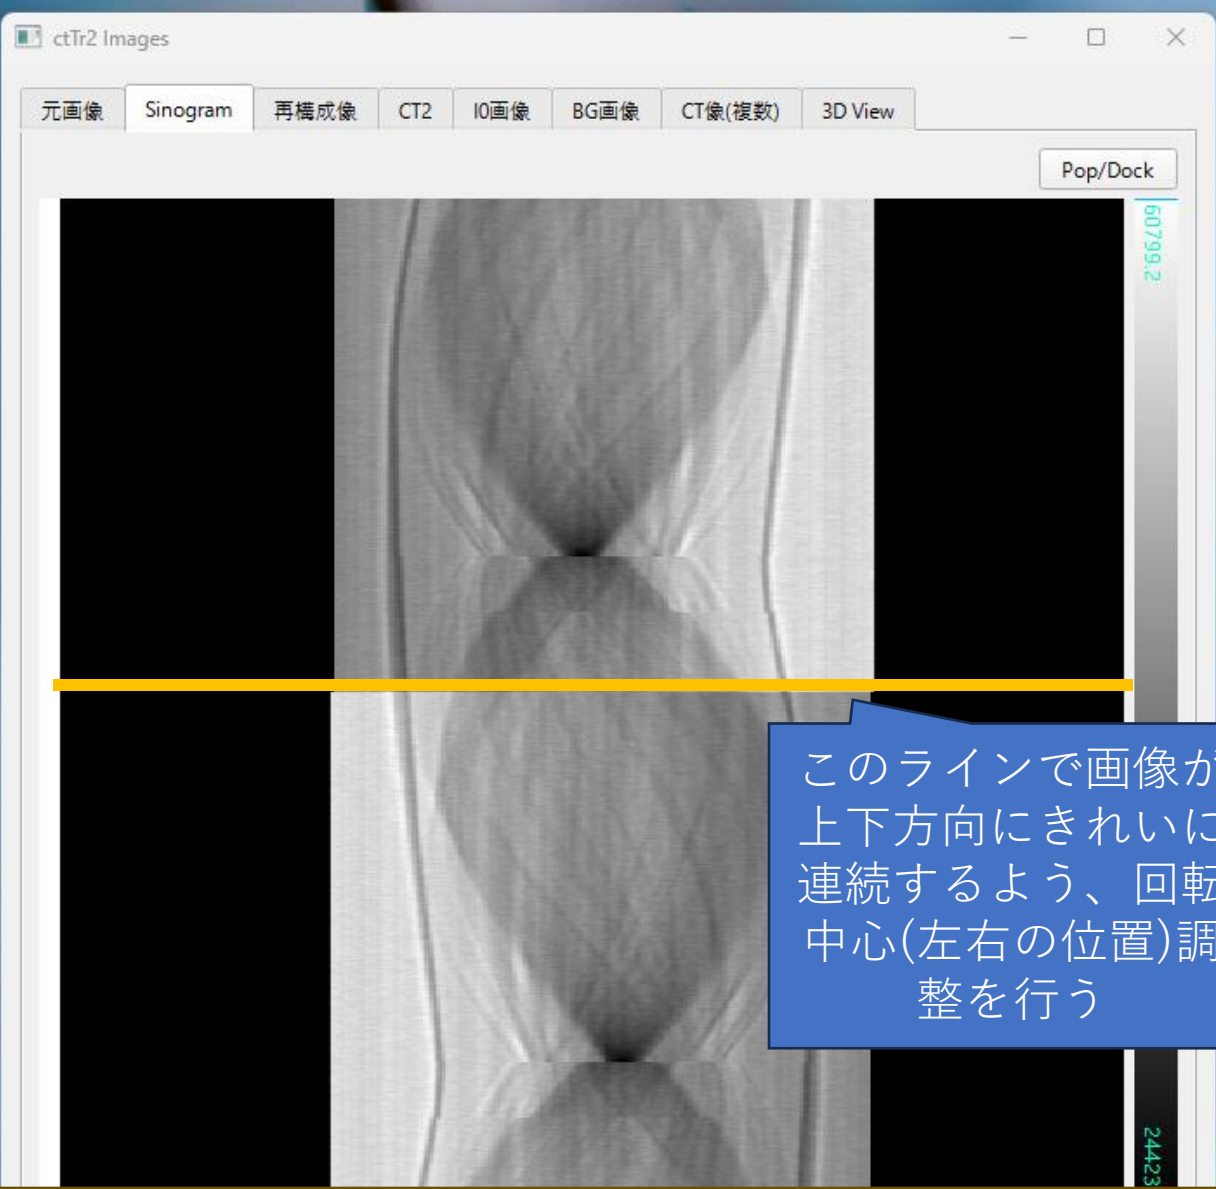 ctTr2 Images
元画像 Sinogram 再構成像 CT2 I0画像 BG画像 CT像(複数) 3D View
Pop/Dock
60799.2
このラインで画像が
上下方向にきれいに
連続するよう、回転
中心(左右の位置)調
整を行う
24423